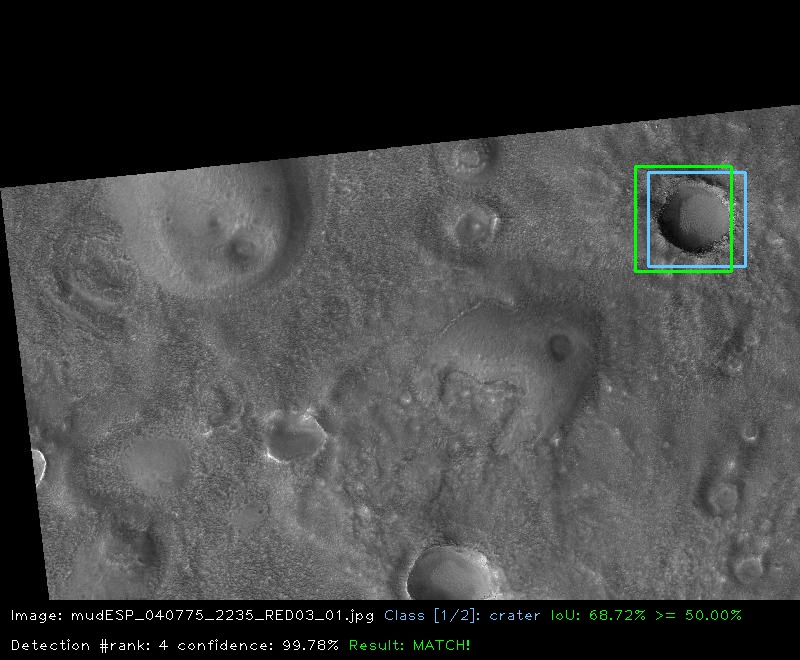 Image: mudESP_040775_2235_RED03_01.jpg Class [1/2]: crater IoU: 68.72% >= 50.00%
Detection #rank: 4 confidence: 99.78% Result: MATCH!